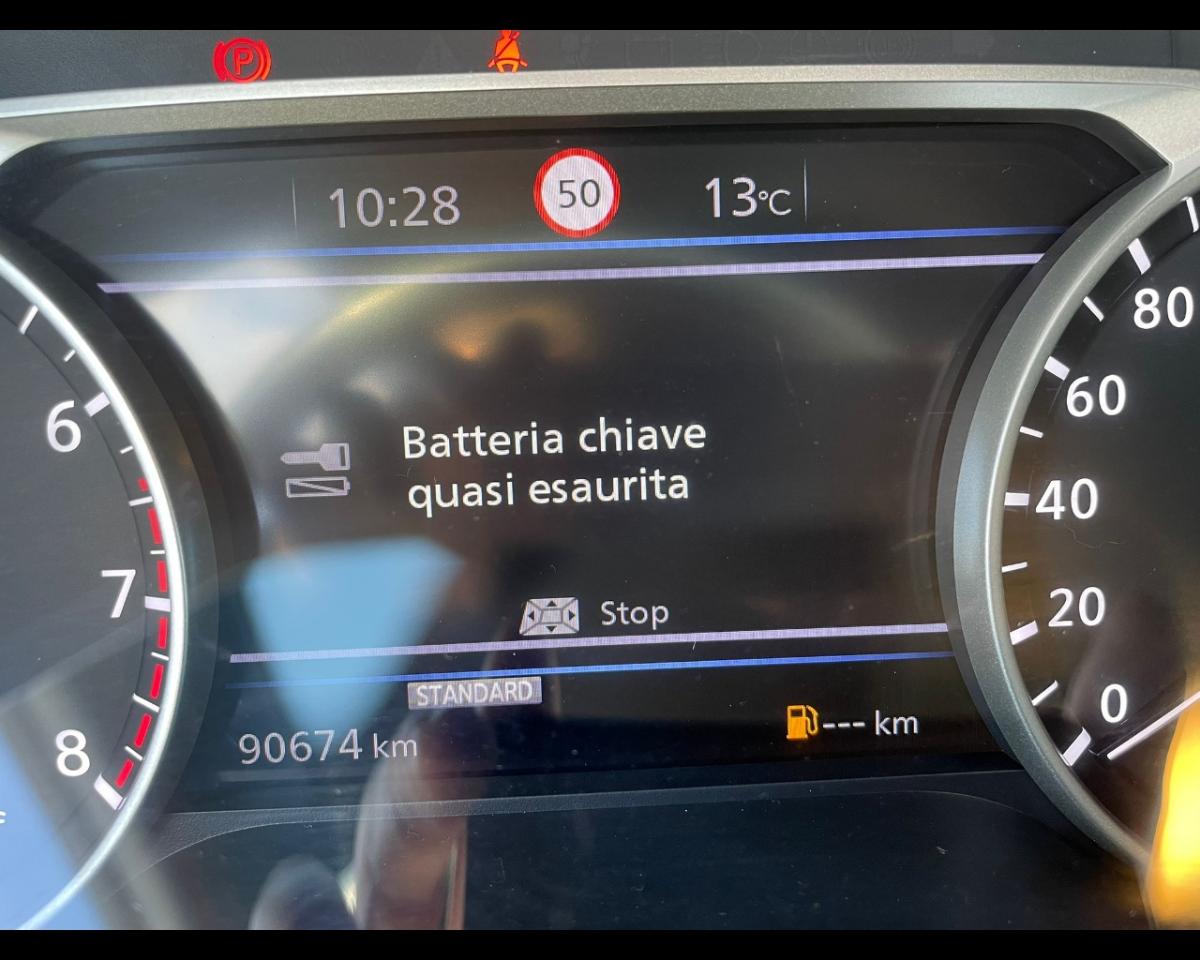 P
10:28
50
13°C
80
60
40
20
0
6
7
8
Batteria chiave
quasi esaurita
Stop
STANDARD
90674 km
--- km